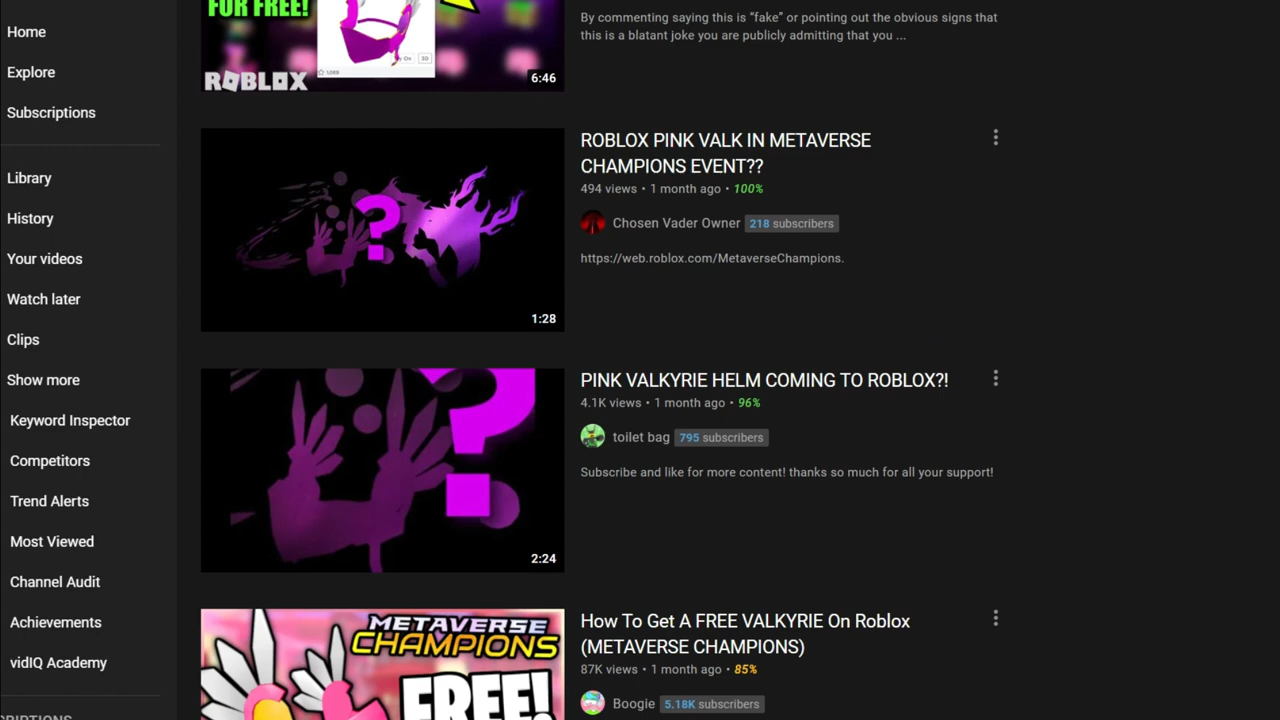 Home
Explore
Subscriptions
Library
History
Your videos
Watch later
Clips
Show more
Keyword Inspector
Competitors
Trend Alerts
Most Viewed
Channel Audit
Achievements
vidIQ Academy
FOR FREE!
ROBLOX
6:46
By commenting saying this is “fake” or pointing out the obvious signs that
this is a blatant joke you are publicly admitting that you ...
?
1:28
ROBLOX PINK VALK IN METAVERSE
CHAMPIONS EVENT??
494 views • 1 month ago • 100%
Chosen Vader Owner 218 subscribers
https://web.roblox.com/MetaverseChampions.
?
2:24
PINK VALKYRIE HELM COMING TO ROBLOX?!
4.1K views • 1 month ago • 96%
toilet bag 795 subscribers
Subscribe and like for more content! thanks so much for all your support!
METAVERSE
CHAMPIONS
FREE!
How To Get A FREE VALKYRIE On Roblox
(METAVERSE CHAMPIONS)
87K views • 1 month ago • 85%
Boogie 5.18K subscribers